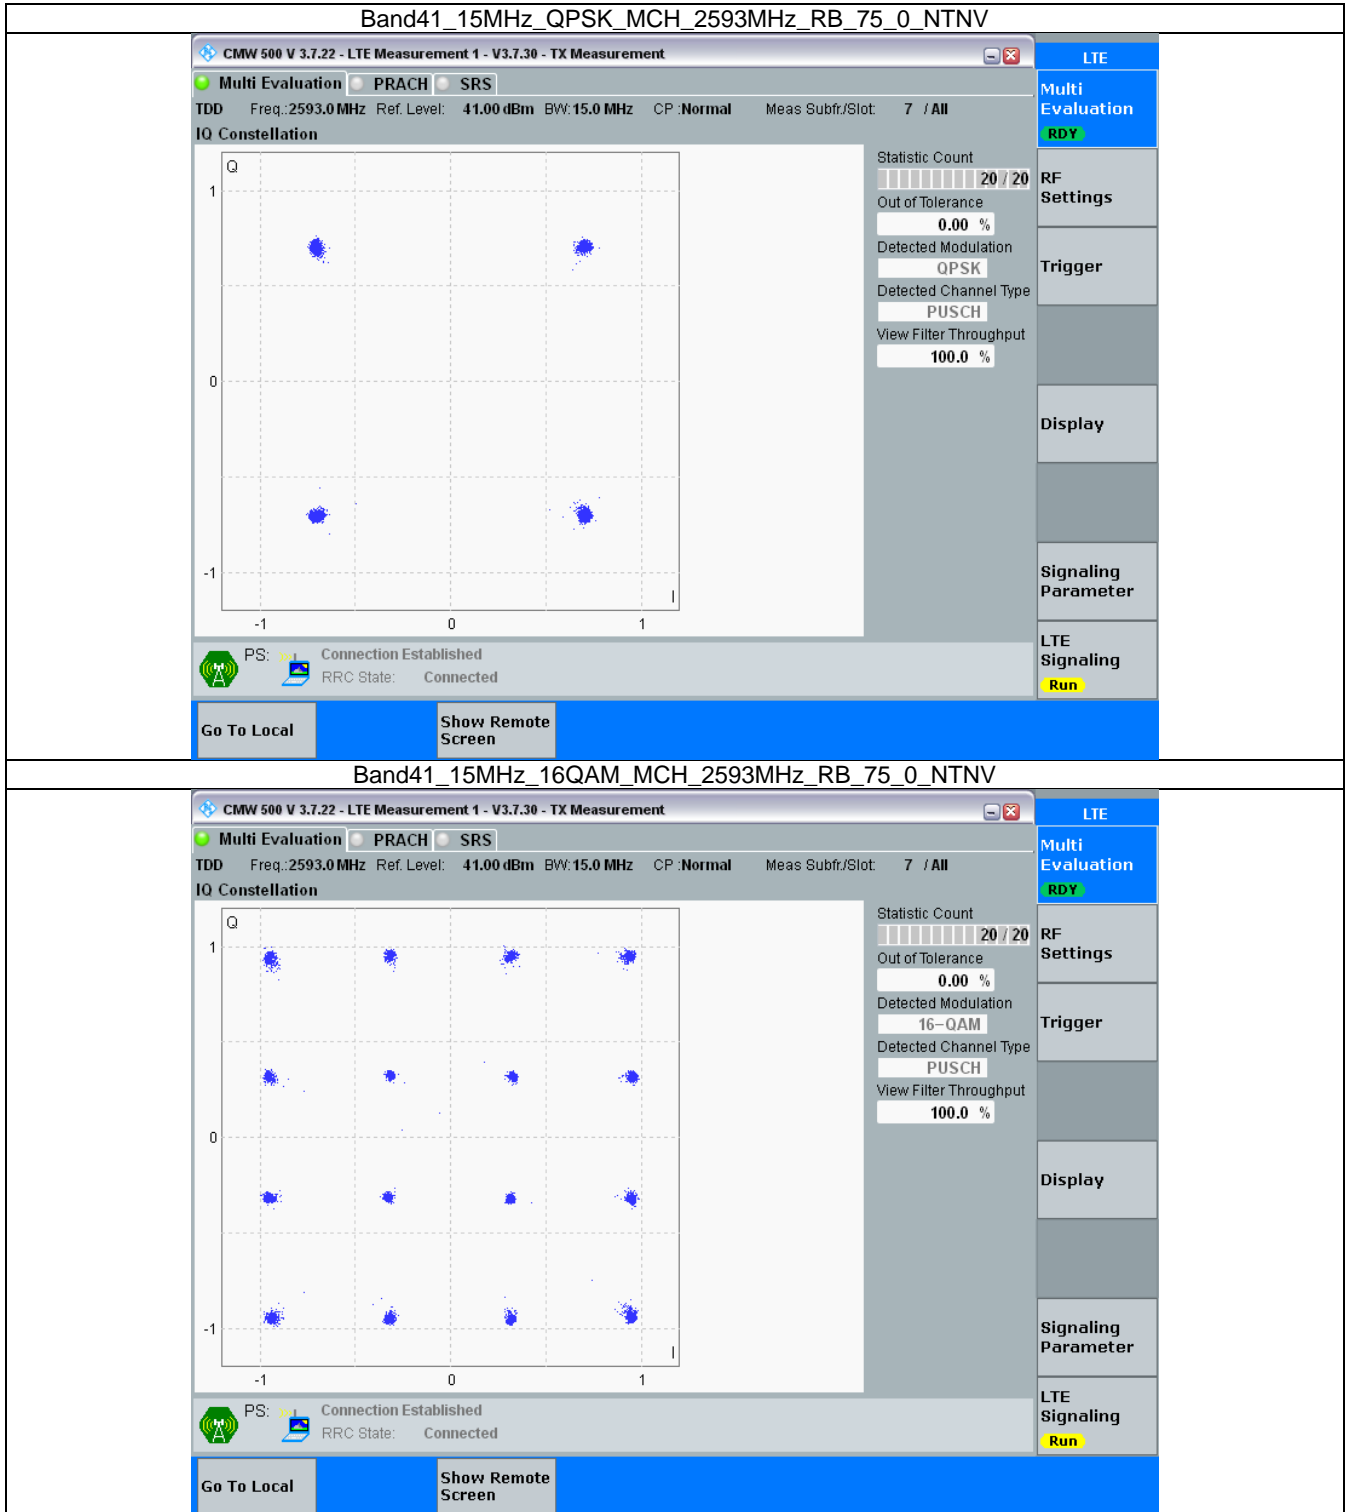 Band41_15MHz_QPSK_MCH_2593MHz_RB_75_0_NTNV
CMW 500 V 3.7.22 - LTE Measurement 1 - V3.7.30 - TX Measurement
LTE
Multi Evaluation PRACH SRS
Multi
Evaluation
RDY
TDD Freq.:2593.0 MHz Ref. Level: 41.00 dBm BW:15.0 MHz CP :Normal Meas Subfr./Slot: 7 / All
IQ Constellation
Q
1
0
-1
-1 0 1
I
Statistic Count
20 / 20
Out of Tolerance
0.00 %
Detected Modulation
QPSK
Detected Channel Type
PUSCH
View Filter Throughput
100.0 %
RF
Settings
Trigger
Display
Signaling
Parameter
LTE
Signaling
Run
PS: Connection Established
RRC State: Connected
Go To Local
Show Remote
Screen
Band41_15MHz_16QAM_MCH_2593MHz_RB_75_0_NTNV
CMW 500 V 3.7.22 - LTE Measurement 1 - V3.7.30 - TX Measurement
LTE
Multi Evaluation PRACH SRS
Multi
Evaluation
RDY
TDD Freq.:2593.0 MHz Ref. Level: 41.00 dBm BW:15.0 MHz CP :Normal Meas Subfr./Slot: 7 / All
IQ Constellation
Q
1
0
-1
-1 0 1
I
Statistic Count
20 / 20
Out of Tolerance
0.00 %
Detected Modulation
16-QAM
Detected Channel Type
PUSCH
View Filter Throughput
100.0 %
RF
Settings
Trigger
Display
Signaling
Parameter
LTE
Signaling
Run
PS: Connection Established
RRC State: Connected
Go To Local
Show Remote
Screen